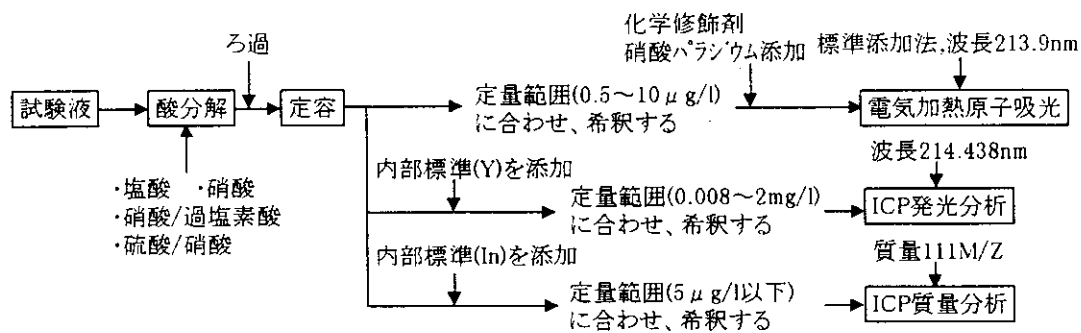 ろ過
化学修飾剤
硝酸パラジウム添加
標準添加法,波長213.9nm
試験液
酸分解
定容
定量範囲(0.5～10μg/l)
に合わせ、希釈する
電気加熱原子吸光
・塩酸 ・硝酸
・硝酸/過塩素酸
・硫酸/硝酸
内部標準(Y)を添加
波長214.438nm
定量範囲(0.008～2mg/l)
に合わせ、希釈する
ICP発光分析
内部標準(In)を添加
質量111M/Z
定量範囲(5μg/l以下)
に合わせ、希釈する
ICP質量分析